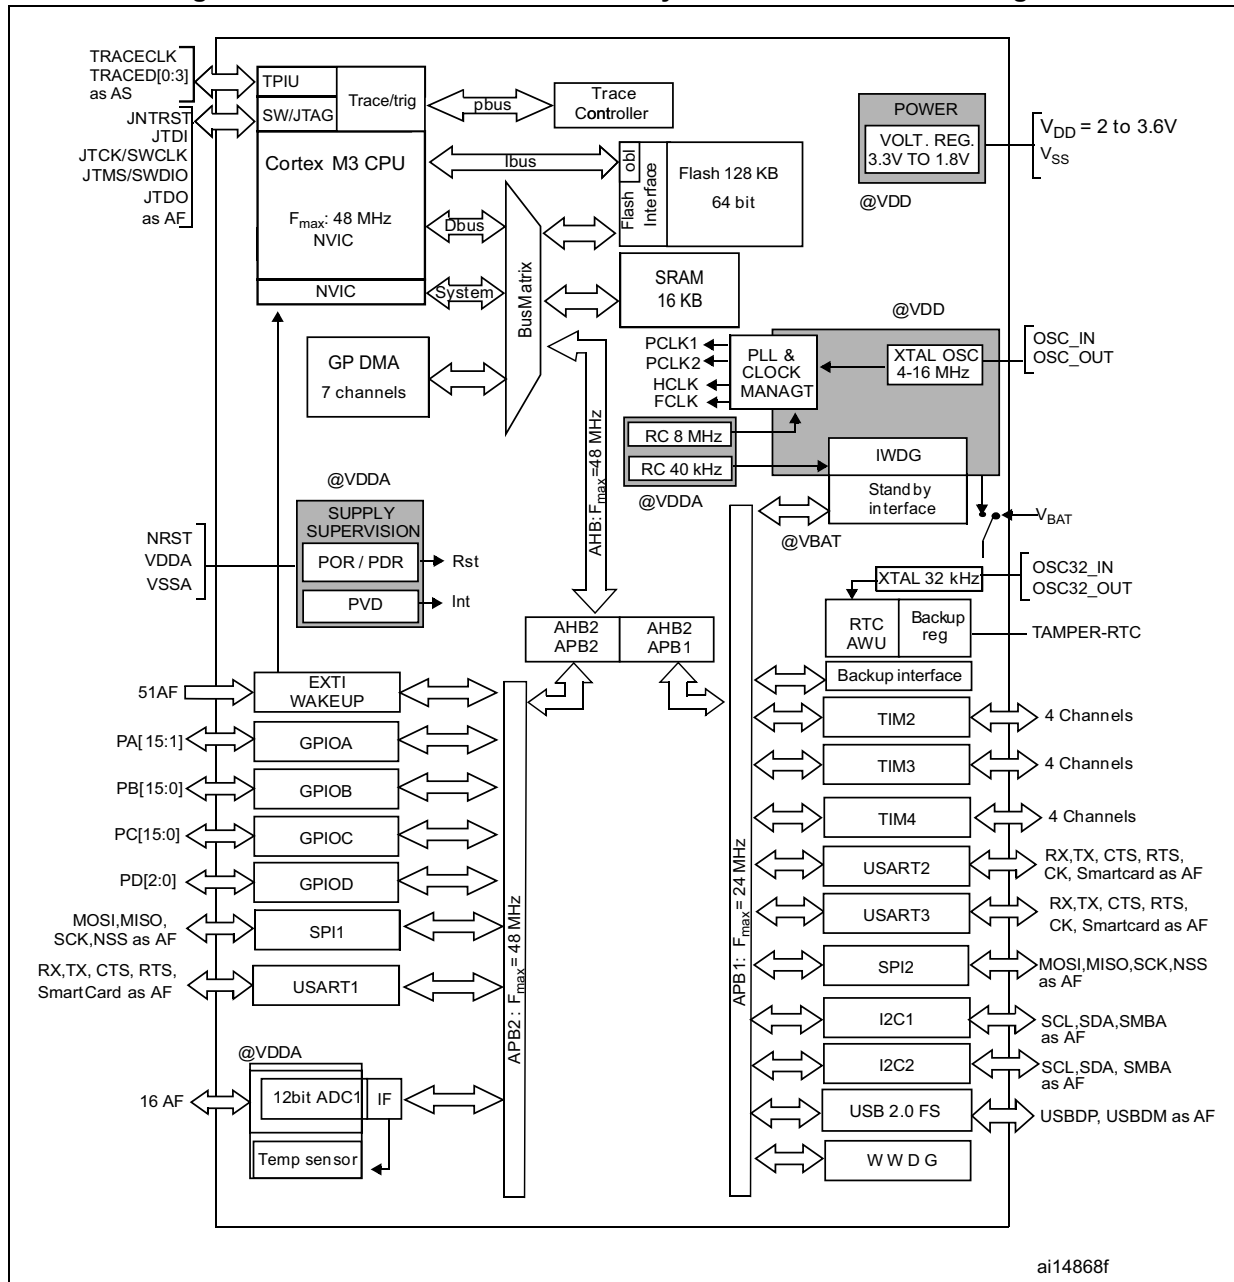 TRACECLK
TRACED[0:3]
as AS
JNTRST
JTDI
JTCK/SWCLK
JTMS/SWDIO
JTDO
as AF
TPIU
SW/JTAG
Trace/trig
pbus
Trace
Controller
Cortex M3 CPU
Fmax: 48 MHz
NVIC
NVIC
Ibus
Dbus
System
BusMatrix
Flash obl
Interface
Flash 128 KB
64 bit
SRAM
16 KB
POWER
VOLT. REG.
3.3V TO 1.8V
@VDD
VDD = 2 to 3.6V
VSS
GP DMA
7 channels
PCLK1
PCLK2
HCLK
FCLK
PLL &
CLOCK
MANAGT
@VDD
XTAL OSC
4-16 MHz
OSC_IN
OSC_OUT
RC 8 MHz
RC 40 kHz
@VDDA
IWDG
Stand by
interface
@VBAT
VBAT
AHB: Fmax=48 MHz
@VDDA
SUPPLY
SUPERVISION
POR / PDR
PVD
Rst
Int
NRST
VDDA
VSSA
XTAL 32 kHz
OSC32_IN
OSC32_OUT
RTC
AWU
Backup
reg
TAMPER-RTC
Backup interface
AHB2
APB2
AHB2
APB1
51AF
EXTI
WAKEUP
PA[15:1]
GPIOA
PB[15:0]
GPIOB
PC[15:0]
GPIOC
PD[2:0]
GPIOD
MOSI,MISO,
SCK,NSS as AF
SPI1
RX,TX, CTS, RTS,
SmartCard as AF
USART1
@VDDA
16 AF
12bit ADC1
IF
Temp sensor
APB2 : Fmax = 48 MHz
APB1: Fmax = 24 MHz
TIM2
4 Channels
TIM3
4 Channels
TIM4
4 Channels
USART2
RX,TX, CTS, RTS,
CK, Smartcard as AF
USART3
RX,TX, CTS, RTS,
CK, Smartcard as AF
SPI2
MOSI,MISO,SCK,NSS
as AF
I2C1
SCL,SDA,SMBA
as AF
I2C2
SCL,SDA, SMBA
as AF
USB 2.0 FS
USBDP, USBDM as AF
W W D G
ai14868f